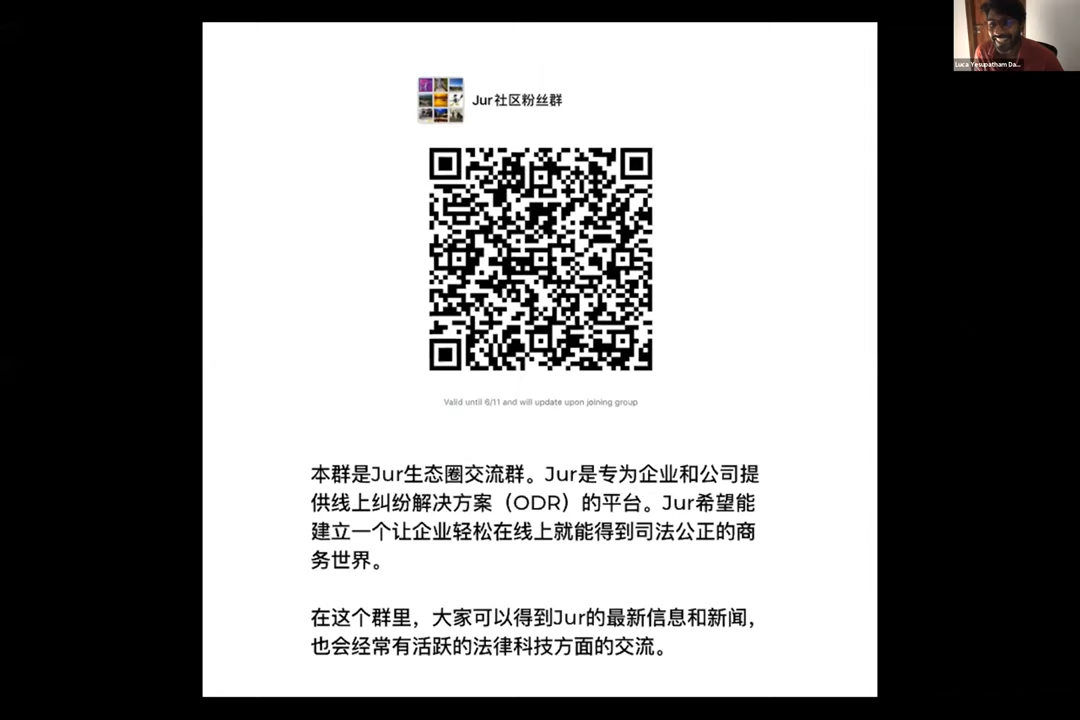 Luca Yesupatham Da...
Jur社区粉丝群
Valid until 6/11 and will update upon joining group
本群是Jur生态圈交流群。Jur是专为企业和公司提
供线上纠纷解决方案（ODR）的平台。Jur希望能
建立一个让企业轻松在线上就能得到司法公正的商
务世界。
在这个群里，大家可以得到Jur的最新信息和新闻，
也会经常有活跃的法律科技方面的交流。